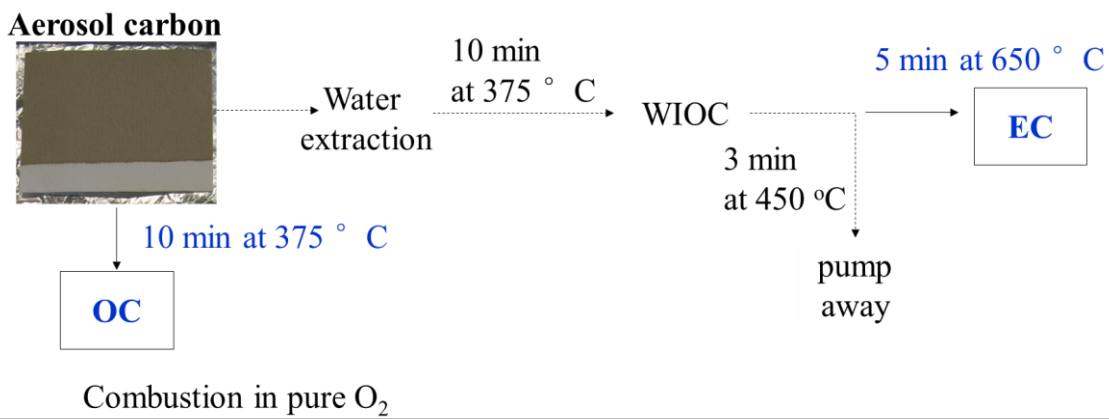 Aerosol carbon
10 min
at 375 ° C
5 min at 650 ° C
Water
extraction
WIOC
EC
3 min
at 450 ºC
10 min at 375 ° C
pump
away
OC
Combustion in pure O₂